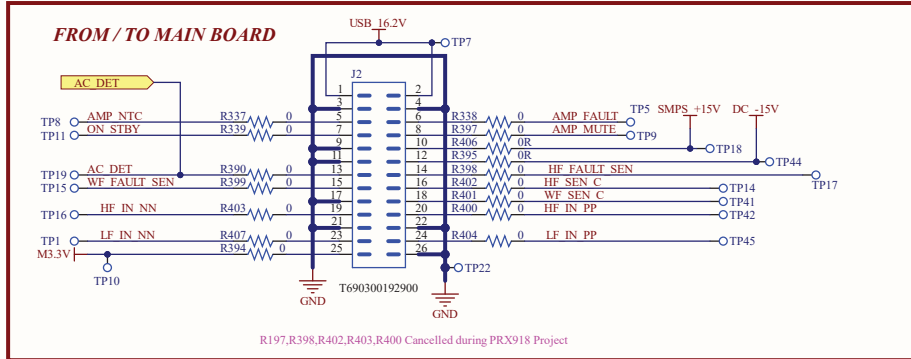 USB_16.2V
FROM / TO MAIN BOARD
TP7
AC_DET
J2
1 2
3 4
TP8 AMP_NTC R337 0 5 6 R338 0 AMP_FAULT TP5 SMPS_+15V DC_-15V
TP11 ON_STBY R339 0 7 8 R397 0 AMP_MUTE TP9
9 10 R406 0R TP18
11 12 R395 0R TP44
TP19 AC_DET R390 0 13 14 R398 0 HF_FAULT_SEN TP17
TP15 WF_FAULT_SEN R399 0 15 16 R402 0 HF_SEN_C TP14
17 18 R401 0 WF_SEN_C TP41
TP16 HF_IN_NN R403 0 19 20 R400 0 HF_IN_PP TP42
21 22
TP1 LF_IN_NN R407 0 23 24 R404 0 LF_IN_PP TP45
M3.3V R394 0 25 26
TP10 TP22
GND T690300192900 GND
R197,R398,R402,R403,R400 Cancelled during PRX918 Project